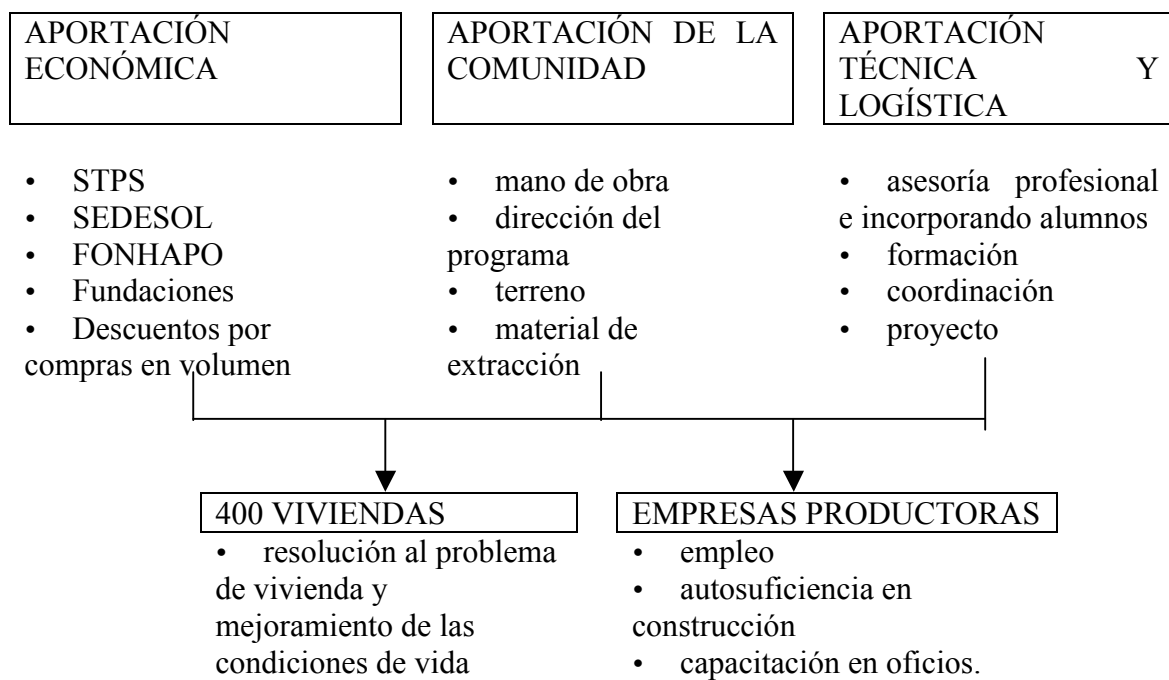 APORTACIÓN
ECONÓMICA
APORTACIÓN DE LA
COMUNIDAD
APORTACIÓN
TÉCNICA Y
LOGÍSTICA
• STPS
• SEDESOL
• FONHAPO
• Fundaciones
• Descuentos por
compras en volumen
• mano de obra
• dirección del
programa
• terreno
• material de
extracción
• asesoría profesional
e incorporando alumnos
• formación
• coordinación
• proyecto
400 VIVIENDAS
• resolución al problema
de vivienda y
mejoramiento de las
condiciones de vida
EMPRESAS PRODUCTORAS
• empleo
• autosuficiencia en
construcción
• capacitación en oficios.